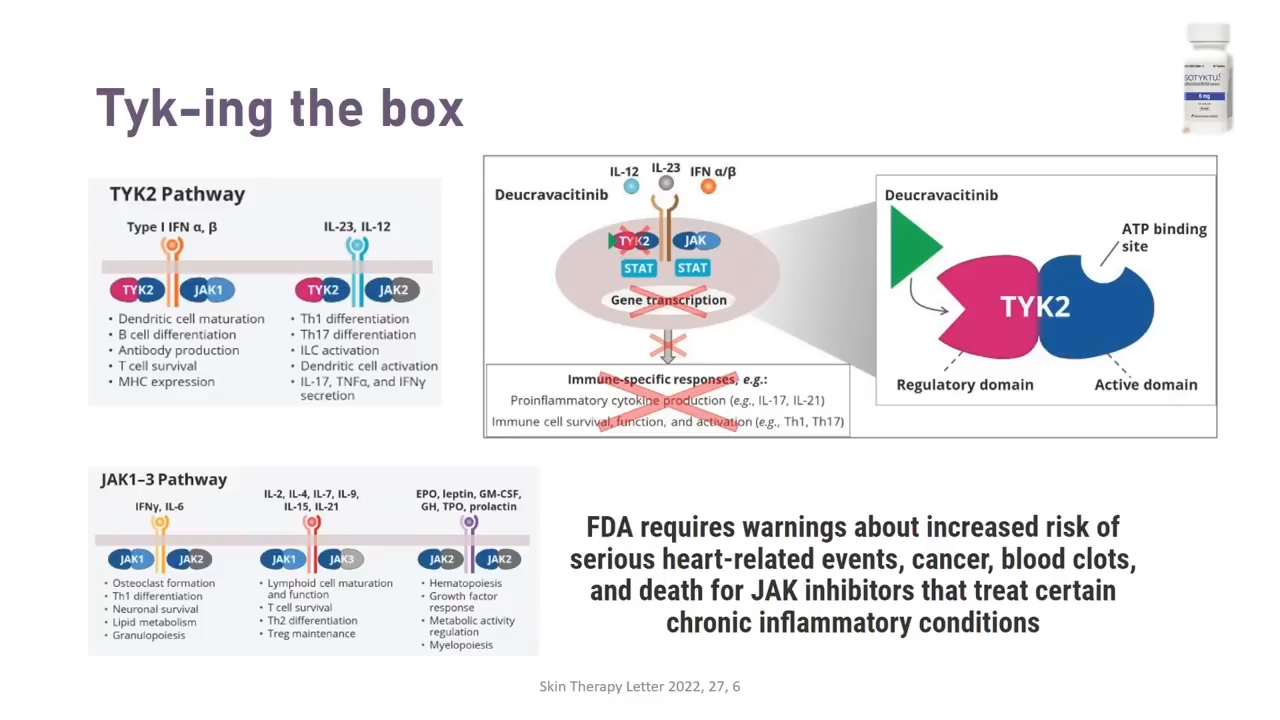 Tyk-ing the box
SOTYKTU
6 mg
TYK2 Pathway
Type I IFN α, β
TYK2
JAK1
• Dendritic cell maturation
• B cell differentiation
• Antibody production
• T cell survival
• MHC expression
IL-23, IL-12
TYK2
JAK2
• Th1 differentiation
• Th17 differentiation
• ILC activation
• Dendritic cell activation
• IL-17, TNFα, and IFNγ
secretion
Deucravacitinib
IL-12
IL-23
IFN α/β
TYK2
JAK
STAT
STAT
Gene transcription
Immune-specific responses, e.g.:
Proinflammatory cytokine production (e.g., IL-17, IL-21)
Immune cell survival, function, and activation (e.g., Th1, Th17)
Deucravacitinib
ATP binding
site
TYK2
Regulatory domain
Active domain
JAK1–3 Pathway
IFNγ, IL-6
JAK1
JAK2
• Osteoclast formation
• Th1 differentiation
• Neuronal survival
• Lipid metabolism
• Granulopoiesis
IL-2, IL-4, IL-7, IL-9,
IL-15, IL-21
JAK1
JAK3
• Lymphoid cell maturation
and function
• T cell survival
• Th2 differentiation
• Treg maintenance
EPO, leptin, GM-CSF,
GH, TPO, prolactin
JAK2
JAK2
• Hematopoiesis
• Growth factor
response
• Metabolic activity
regulation
• Myelopoiesis
FDA requires warnings about increased risk of
serious heart-related events, cancer, blood clots,
and death for JAK inhibitors that treat certain
chronic inflammatory conditions
Skin Therapy Letter 2022, 27, 6